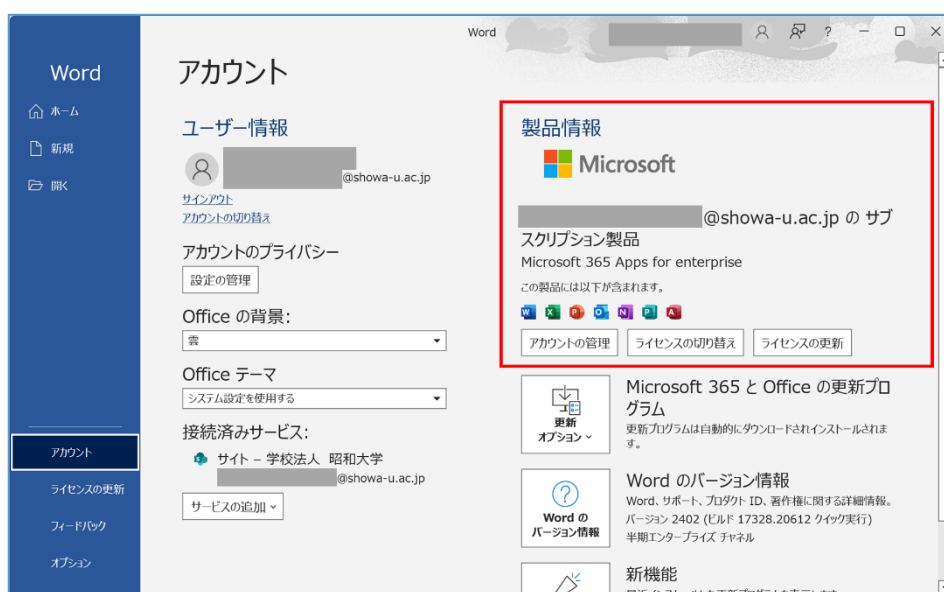 Word
?
Word
ホーム
新規
開く
アカウント
ユーザー情報
@showa-u.ac.jp
サインアウト
アカウントの切り替え
アカウントのプライバシー
設定の管理
Office の背景:
雲
Office テーマ
システム設定を使用する
接続済みサービス:
サイト – 学校法人 昭和大学
@showa-u.ac.jp
サービスの追加
製品情報
Microsoft
@showa-u.ac.jp の サブ
スクリプション製品
Microsoft 365 Apps for enterprise
この製品には以下が含まれます。
アカウントの管理
ライセンスの切り替え
ライセンスの更新
更新
オプション
Microsoft 365 と Office の更新プロ
グラム
更新プログラムは自動的にダウンロードされインストールされま
す。
Word の
バージョン情報
Word のバージョン情報
Word、サポート、プロダクト ID、著作権に関する詳細情報。
バージョン 2402 (ビルド 17328.20612 クイック実行)
半期エンタープライズ チャネル
新機能
アカウント
ライセンスの更新
フィードバック
オプション